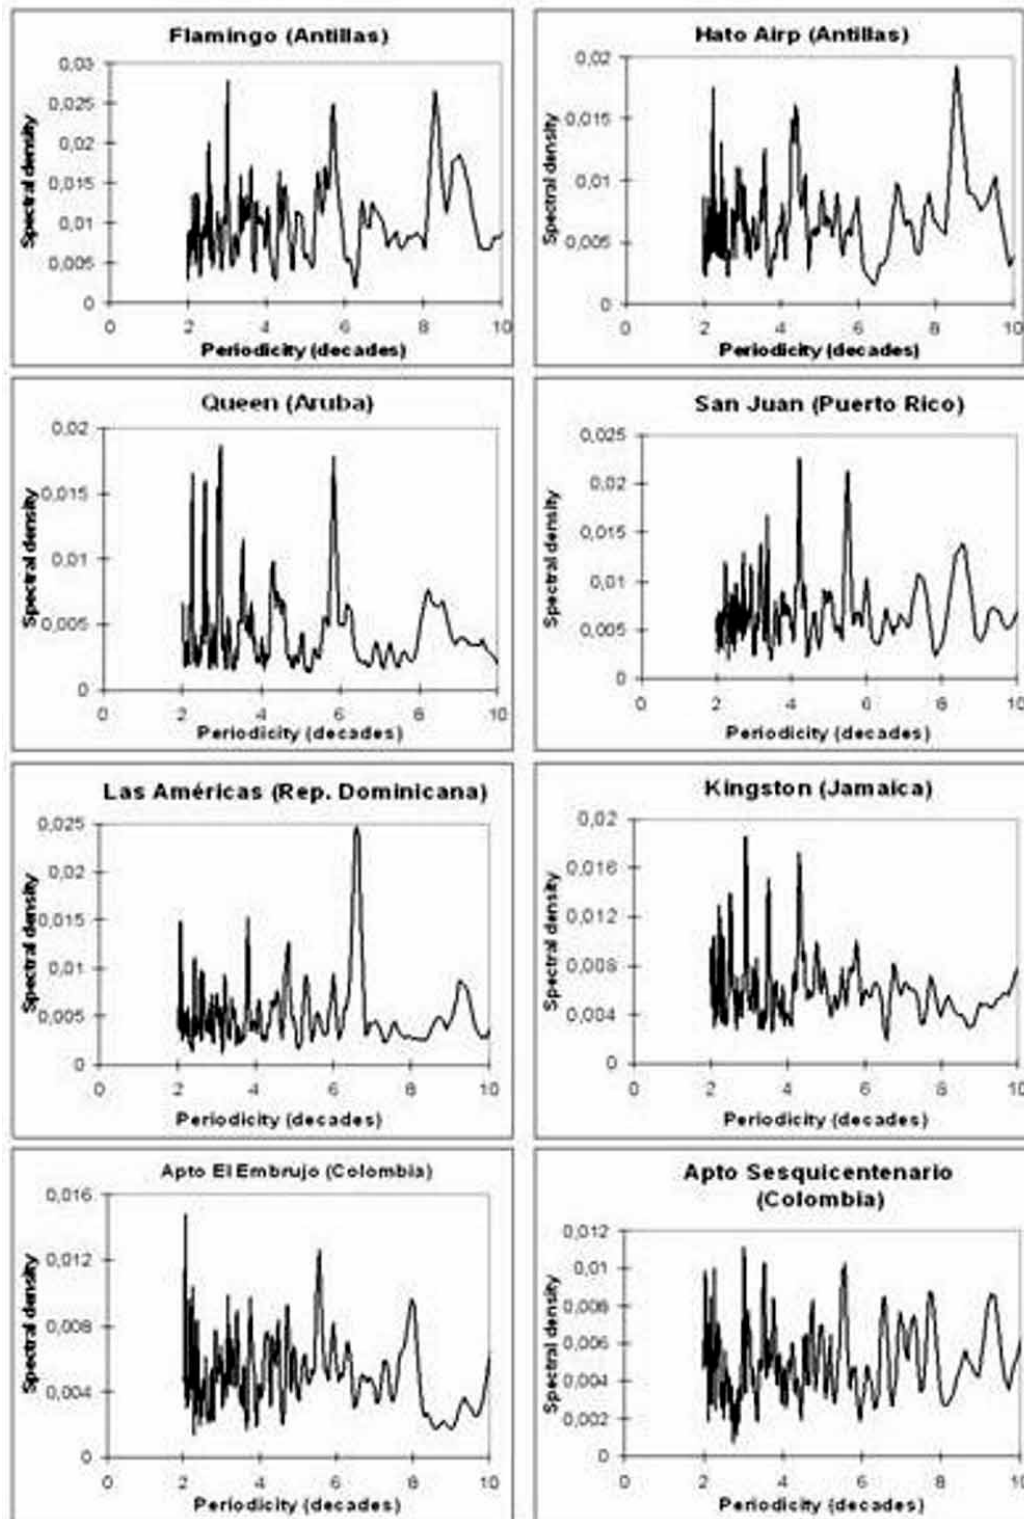 Flamingo (Antillas)
Spectral density
0,03
0,025
0,02
0,015
0,01
0,005
0
0 2 4 6 8 10
Periodicity (decades)
Hato Airp (Antillas)
Spectral density
0,02
0,015
0,01
0,005
0
0 2 4 6 8 10
Periodicity (decades)
Queen (Aruba)
Spectral density
0,02
0,015
0,01
0,005
0
0 2 4 6 8 10
Periodicity (decades)
San Juan (Puerto Rico)
Spectral density
0,025
0,02
0,015
0,01
0,005
0
0 2 4 6 8 10
Periodicity (decades)
Las Américas (Rep. Dominicana)
Spectral density
0,025
0,02
0,015
0,01
0,005
0
0 2 4 6 8 10
Periodicity (decades)
Kingston (Jamaica)
Spectral density
0,02
0,016
0,012
0,008
0,004
0
0 2 4 6 8 10
Periodicity (decades)
Apto El Embrujo (Colombia)
Spectral density
0,016
0,012
0,008
0,004
0
0 2 4 6 8 10
Periodicity (decades)
Apto Sesquicentenario
(Colombia)
Spectral density
0,012
0,01
0,008
0,006
0,004
0,002
0
0 2 4 6 8 10
Periodicity (decades)